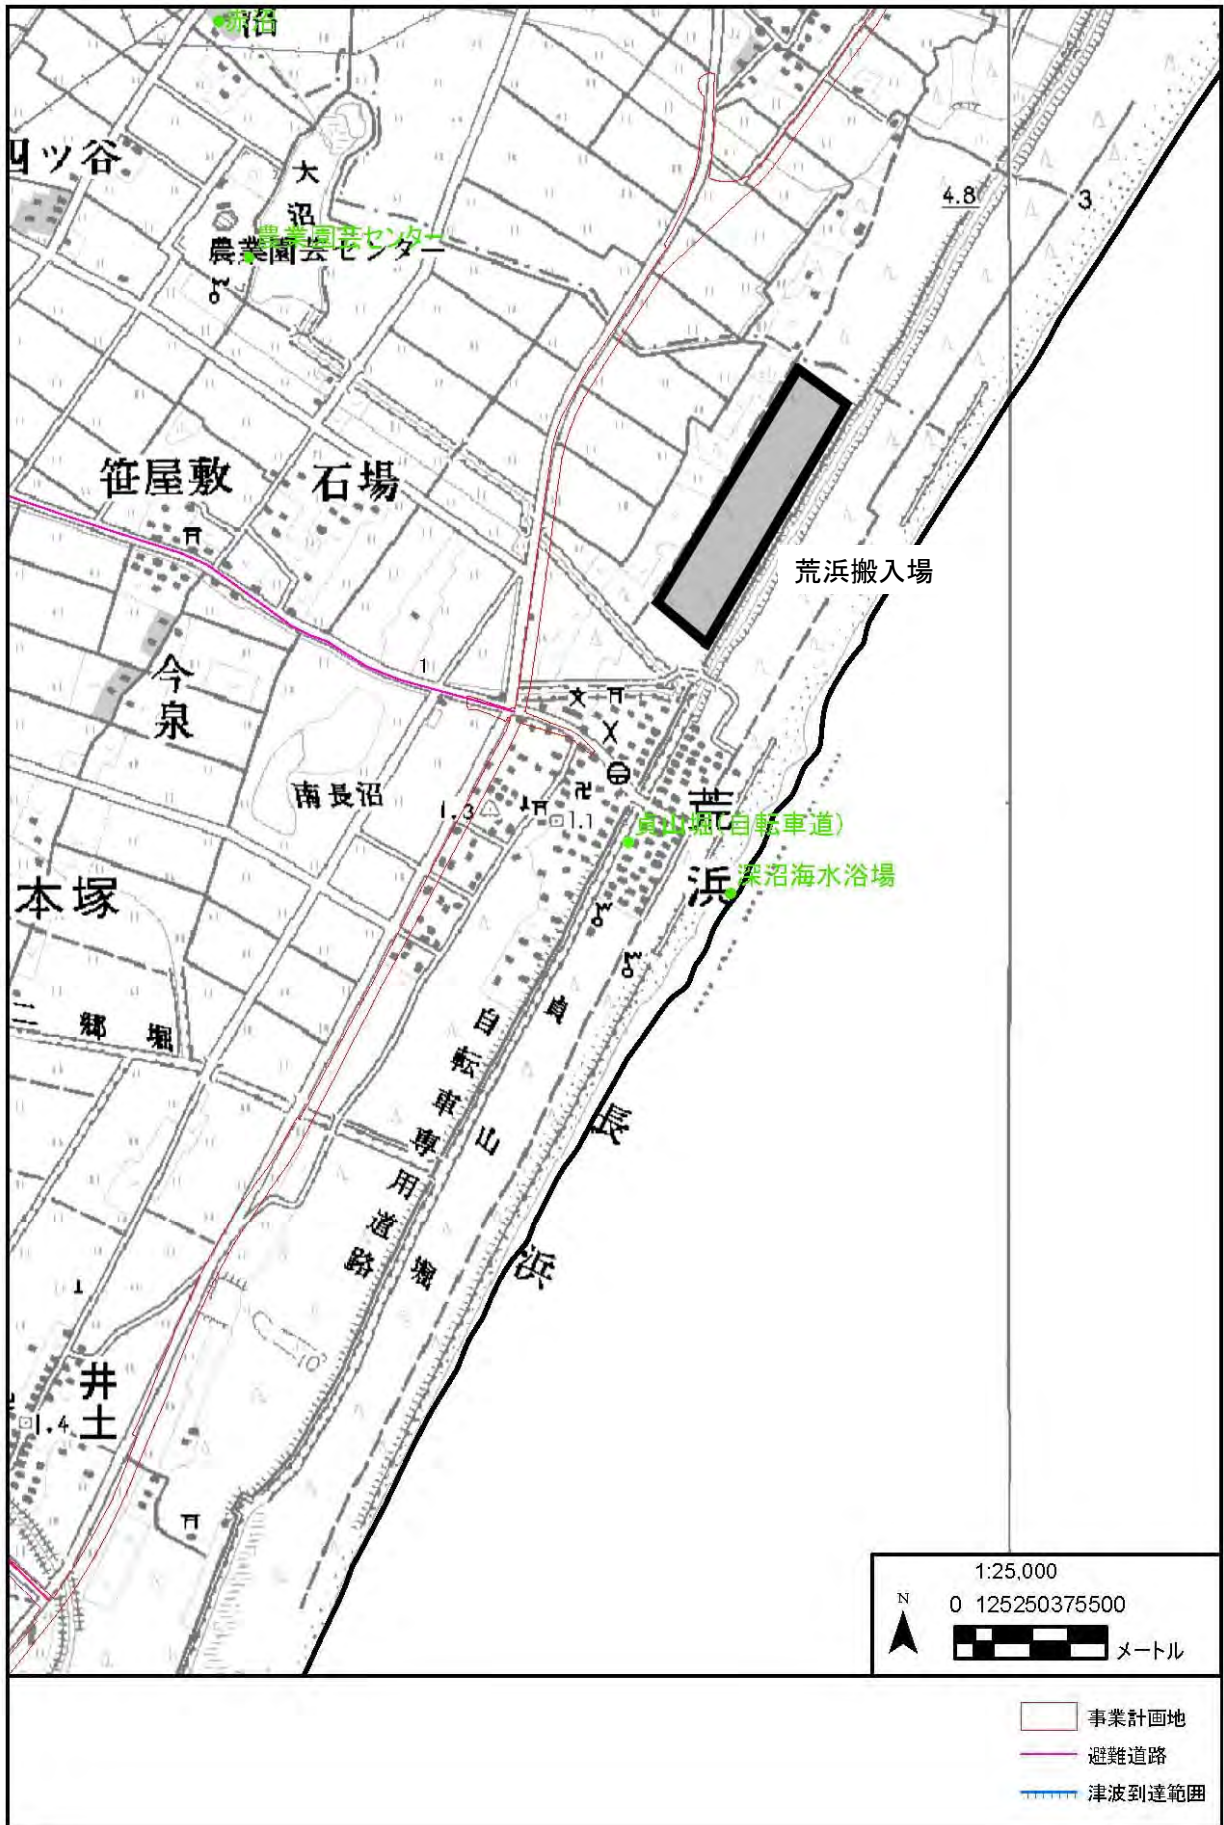 赤沼
四ツ谷
大沼
農業園芸センター
農業園芸センター
4.8
3
笹屋敷
石場
荒浜搬入場
今泉
1
南長沼
1.3
1.1
荒浜
貞山堀(自転車道)
深沼海水浴場
本塚
二郷堀
自転車専用道路
貞山堀
長浜
10
井土
1.4
1:25,000
N
0 125250375500
メートル
事業計画地
避難道路
津波到達範囲